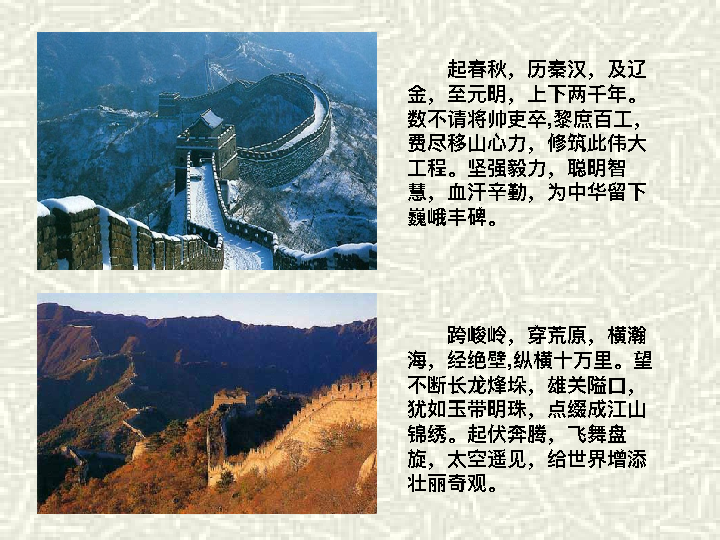 起春秋，历秦汉，及辽
金，至元明，上下两千年。
数不请将帅吏卒,黎庶百工，
费尽移山心力，修筑此伟大
工程。坚强毅力，聪明智
慧，血汗辛勤，为中华留下
巍峨丰碑。
跨峻岭，穿荒原，横瀚
海，经绝壁,纵横十万里。望
不断长龙烽垛，雄关隘口，
犹如玉带明珠，点缀成江山
锦绣。起伏奔腾，飞舞盘
旋，太空遥见，给世界增添
壮丽奇观。